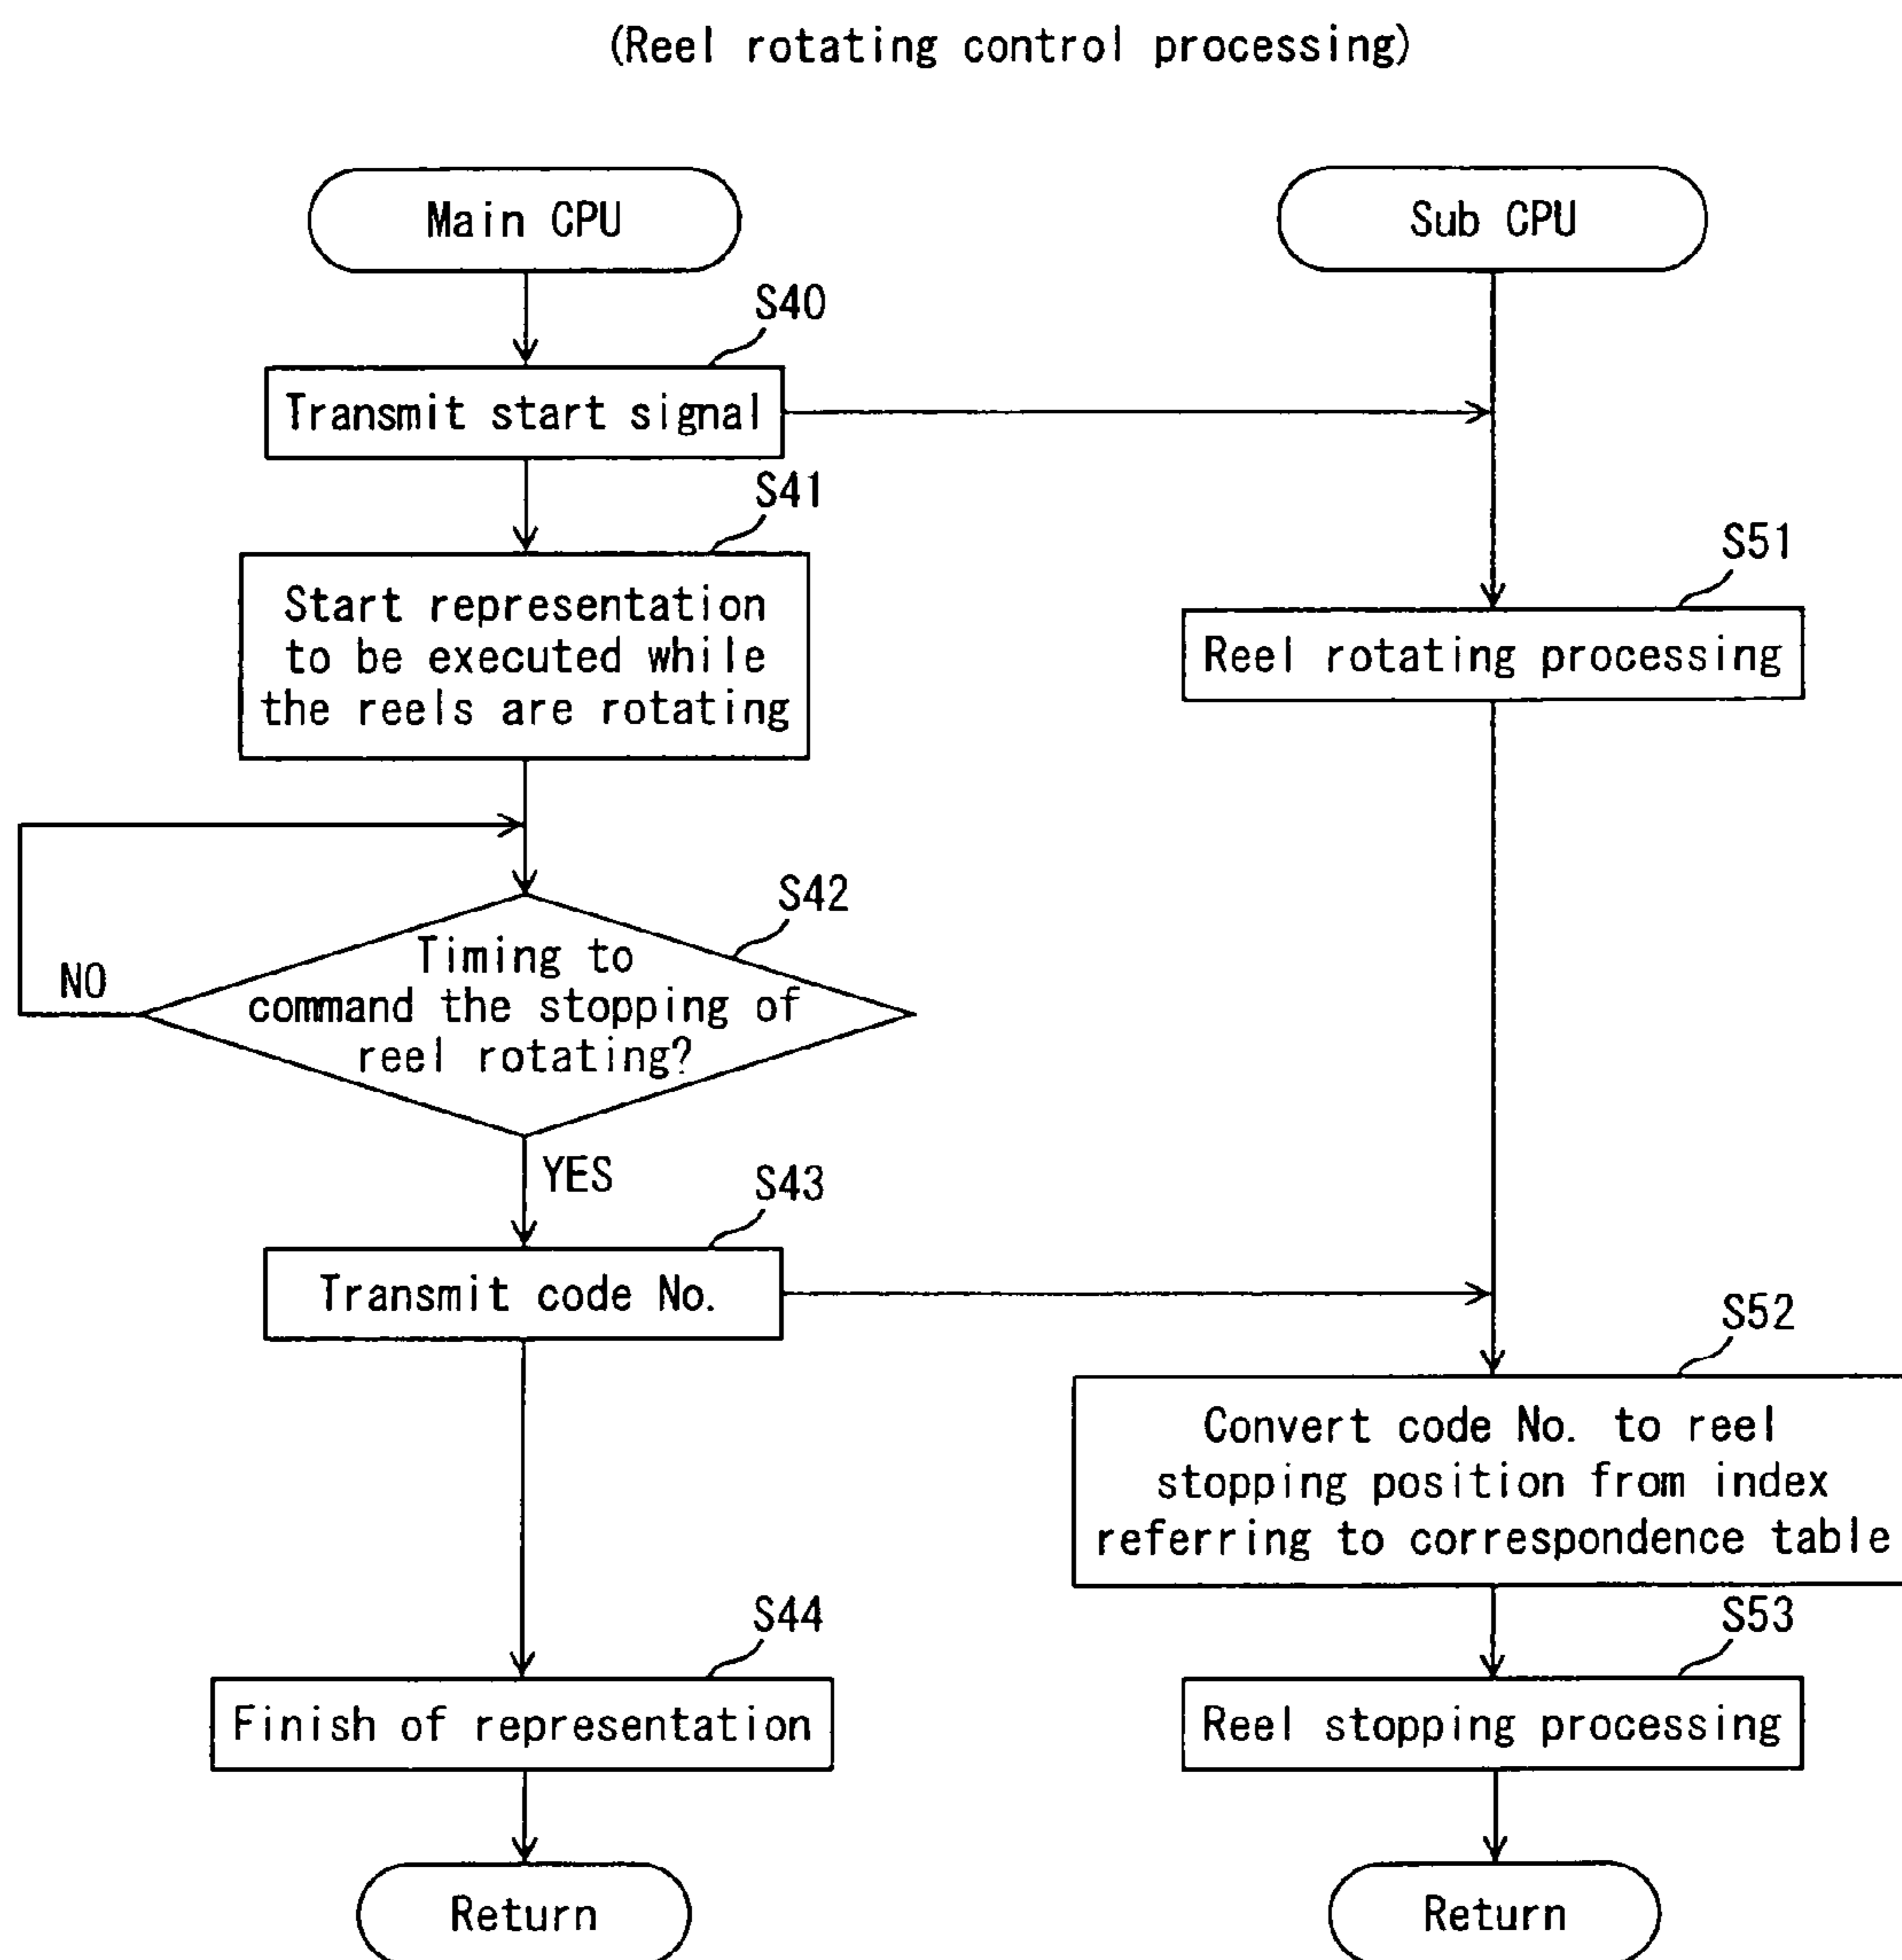 (Reel rotating control processing)
Main CPU
Sub CPU
S40
Transmit start signal
S41
Start representation
to be executed while
the reels are rotating
S51
Reel rotating processing
S42
Timing to
command the stopping of
reel rotating?
NO
YES
S43
Transmit code No.
S52
Convert code No. to reel
stopping position from index
referring to correspondence table
S44
Finish of representation
S53
Reel stopping processing
Return
Return